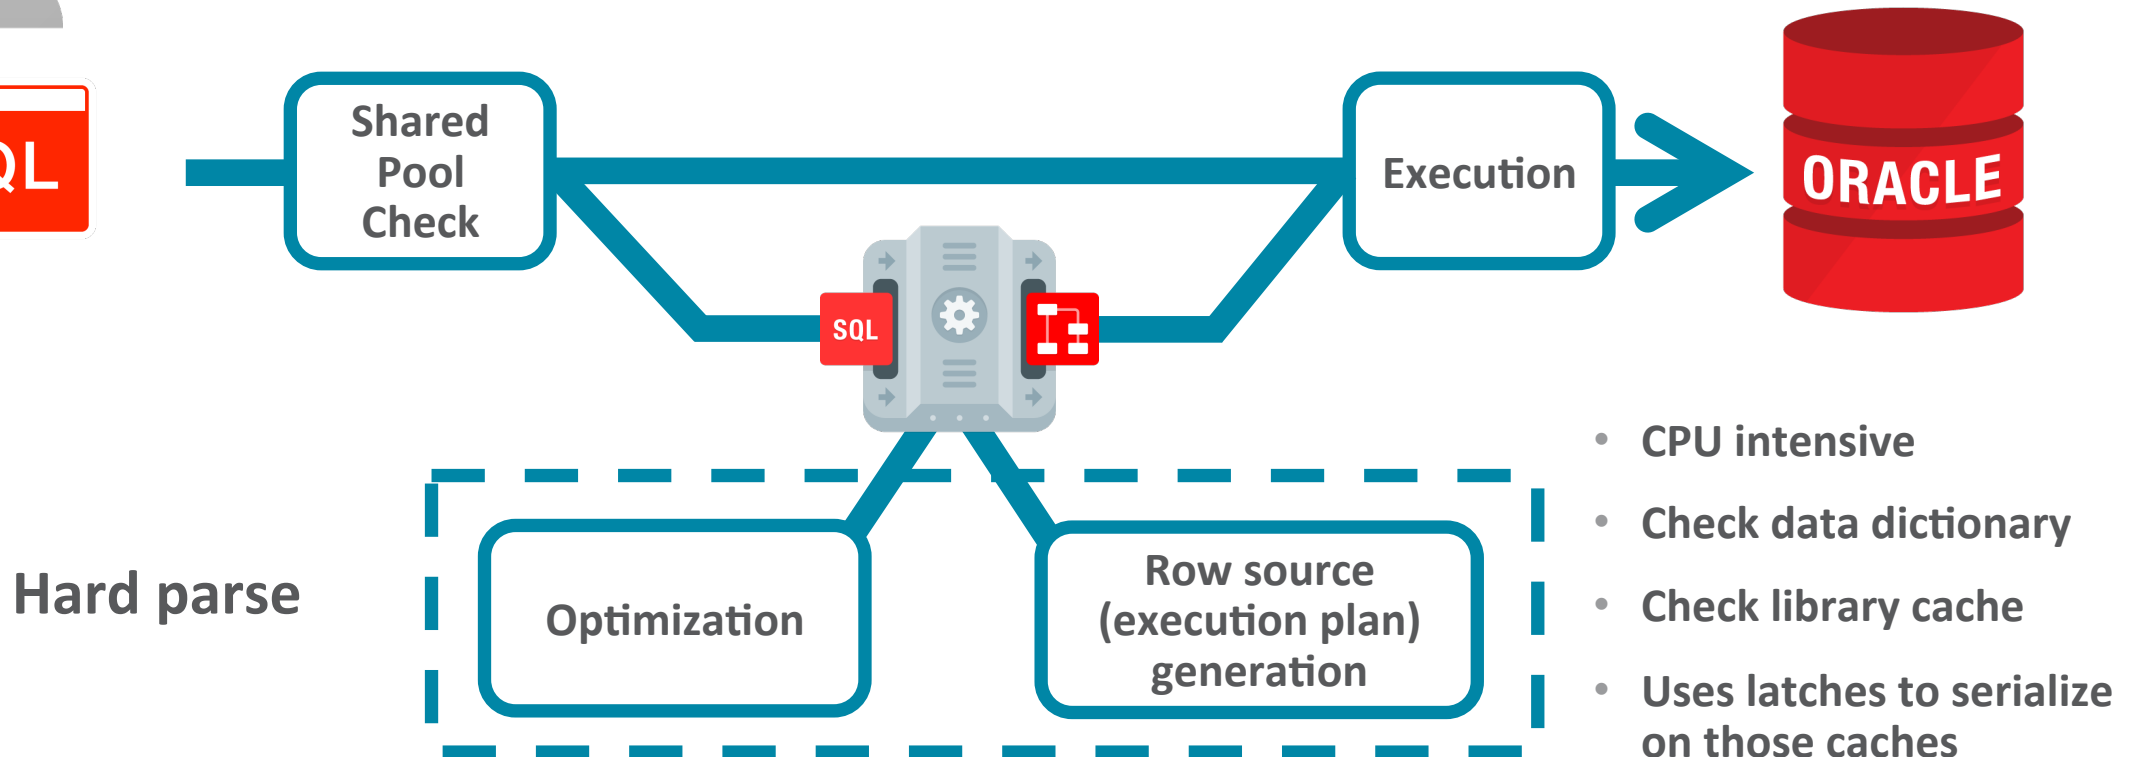 Shared
Pool
Check
Execution
ORACLE
SQL
Hard parse
Optimization
Row source
(execution plan)
generation
• CPU intensive
• Check data dictionary
• Check library cache
• Uses latches to serialize
on those caches